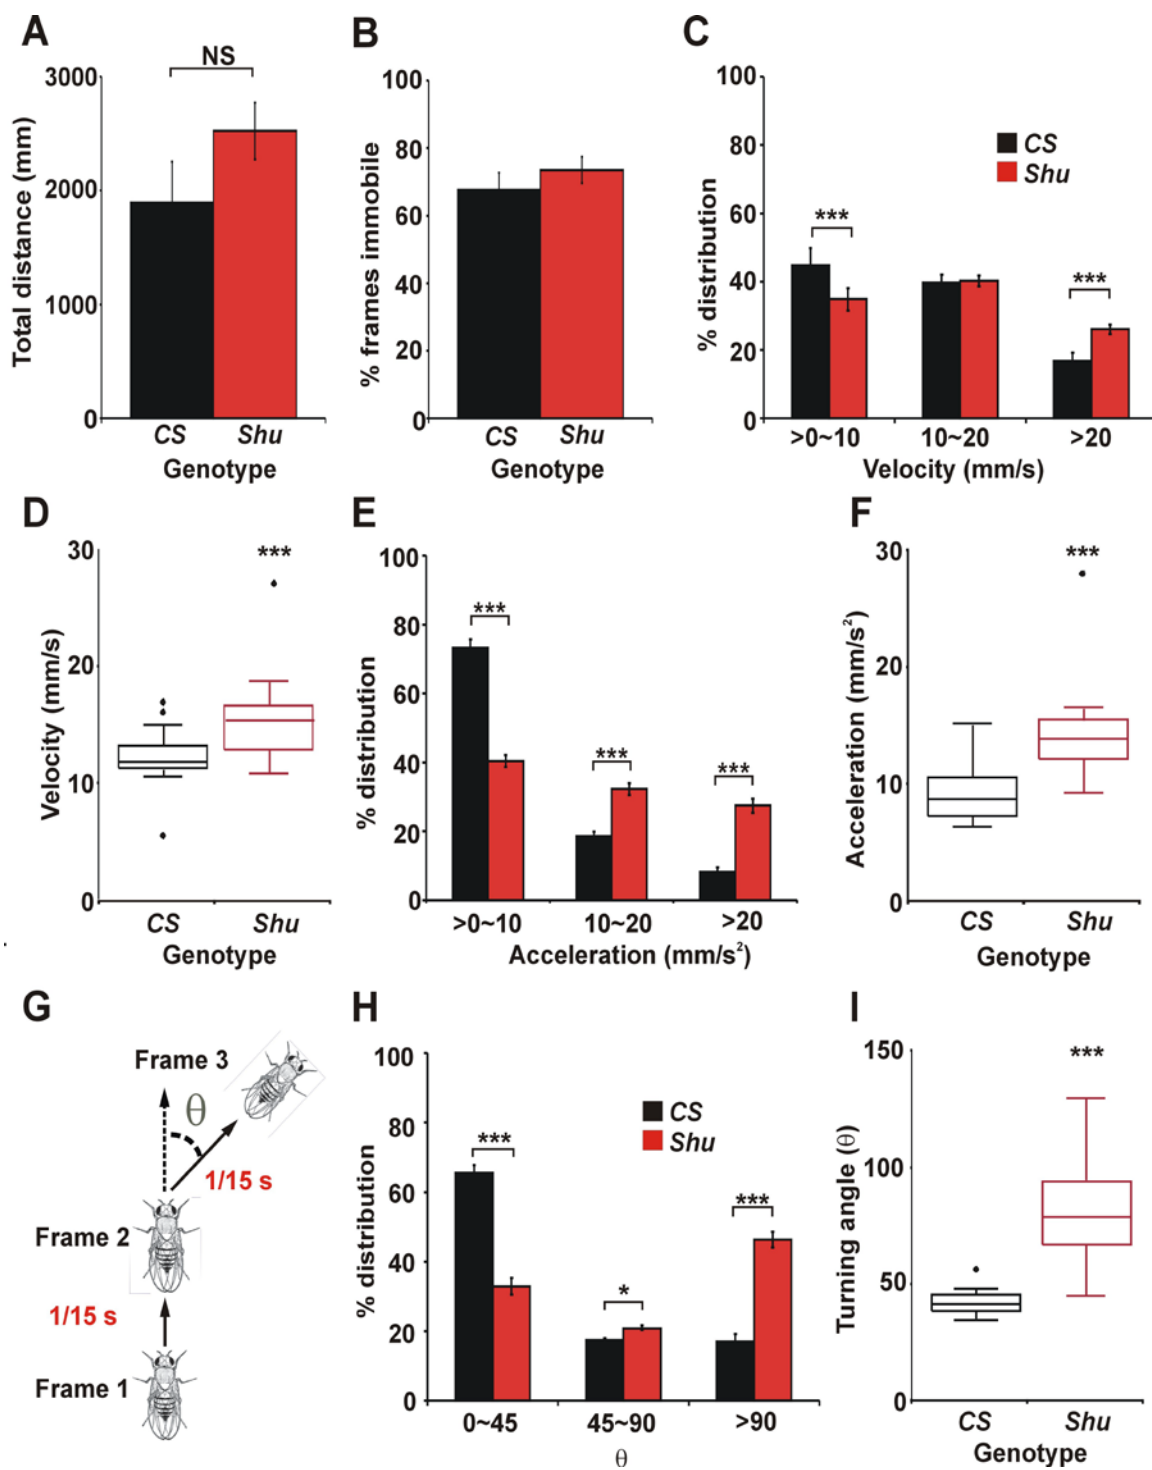 A
NS
Total distance (mm)
3000
2000
1000
0
CS Shu
Genotype
B
% frames immobile
100
80
60
40
20
0
CS Shu
Genotype
C
% distribution
100
80
60
40
20
0
CS
Shu
***
***
>0~10 10~20 >20
Velocity (mm/s)
D
Velocity (mm/s)
30
20
10
0
***
CS Shu
Genotype
E
% distribution
100
80
60
40
20
0
***
***
***
>0~10 10~20 >20
Acceleration (mm/s²)
F
Acceleration (mm/s²)
30
20
10
0
***
CS Shu
Genotype
G
Frame 3
θ
1/15 s
Frame 2
1/15 s
Frame 1
H
% distribution
100
80
60
40
20
0
CS
Shu
***
*
***
0~45 45~90 >90
θ
I
Turning angle (θ)
150
100
50
0
***
CS Shu
Genotype